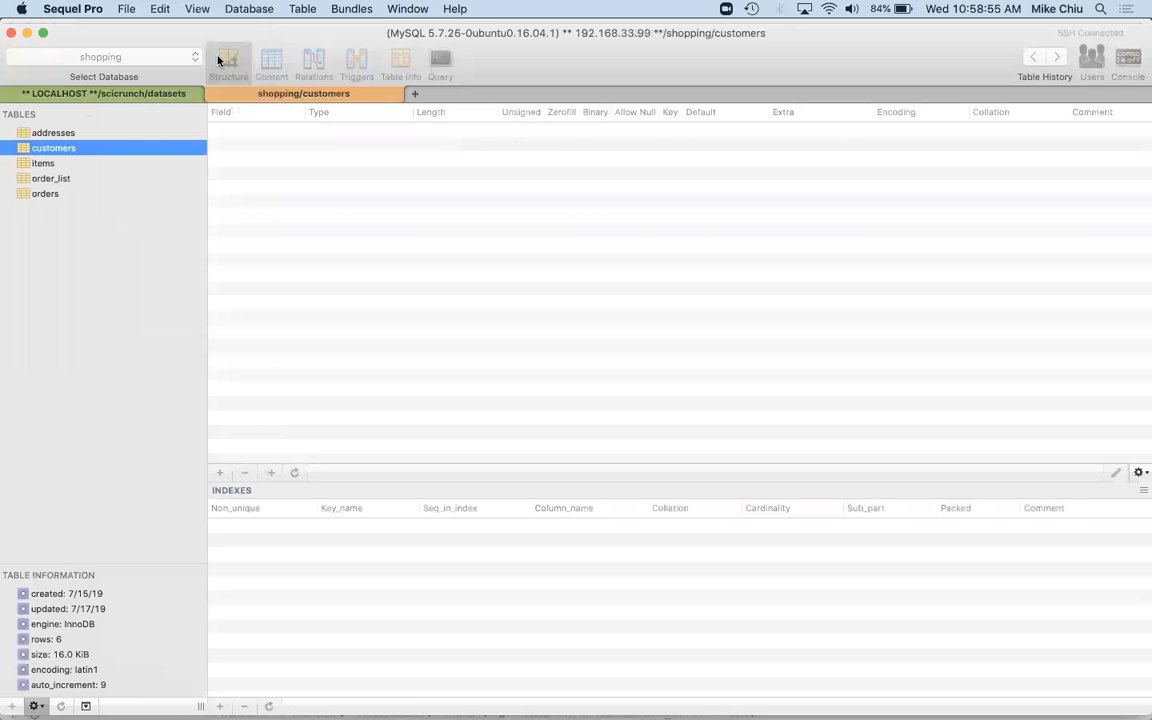 Sequel Pro File Edit View Database Table Bundles Window Help 84% Wed 10:58:55 AM Mike Chiu
(MySQL 5.7.26-0ubuntu0.16.04.1) ** 192.168.33.99 **/shopping/customers
SSH Connected
shopping
Select Database Structure Content Relations Triggers Table Info Query Table History Users Console
** LOCALHOST **/scicrunch/datasets shopping/customers +
TABLES
addresses
customers
items
order_list
orders
Field Type Length Unsigned Zerofill Binary Allow Null Key Default Extra Encoding Collation Comment
INDEXES
Non_unique Key_name Seq_in_index Column_name Collation Cardinality Sub_part Packed Comment
TABLE INFORMATION
created: 7/15/19
updated: 7/17/19
engine: InnoDB
rows: 6
size: 16.0 KiB
encoding: latin1
auto_increment: 9